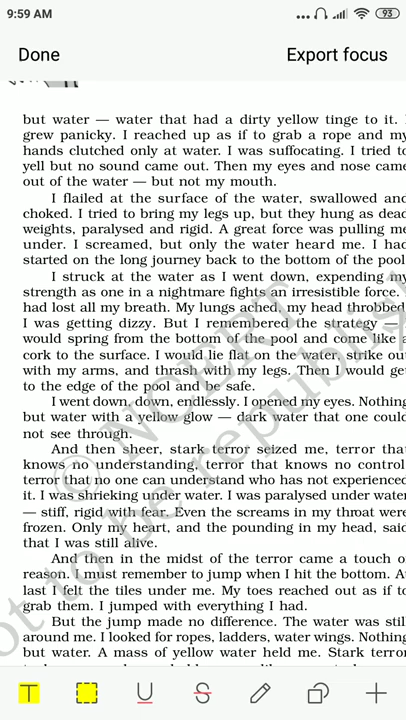 9:59 AM
93
Done
Export focus
but water — water that had a dirty yellow tinge to it. I
grew panicky. I reached up as if to grab a rope and my
hands clutched only at water. I was suffocating. I tried to
yell but no sound came out. Then my eyes and nose came
out of the water — but not my mouth.
I flailed at the surface of the water, swallowed and
choked. I tried to bring my legs up, but they hung as dead
weights, paralysed and rigid. A great force was pulling me
under. I screamed, but only the water heard me. I had
started on the long journey back to the bottom of the pool
I struck at the water as I went down, expending my
strength as one in a nightmare fights an irresistible force.
had lost all my breath. My lungs ached, my head throbbed
I was getting dizzy. But I remembered the strategy —
would spring from the bottom of the pool and come like a
cork to the surface. I would lie flat on the water, strike ou
with my arms, and thrash with my legs. Then I would ge
to the edge of the pool and be safe.
I went down, down, endlessly. I opened my eyes. Nothing
but water with a yellow glow — dark water that one could
not see through.
And then sheer, stark terror seized me, terror tha
knows no understanding, terror that knows no control
terror that no one can understand who has not experienced
it. I was shrieking under water. I was paralysed under water
— stiff, rigid with fear. Even the screams in my throat were
frozen. Only my heart, and the pounding in my head, said
that I was still alive.
And then in the midst of the terror came a touch o
reason. I must remember to jump when I hit the bottom. A
last I felt the tiles under me. My toes reached out as if to
grab them. I jumped with everything I had.
But the jump made no difference. The water was stil
around me. I looked for ropes, ladders, water wings. Nothing
but water. A mass of yellow water held me. Stark terror
© NCERT
not to be republish
T
U
S